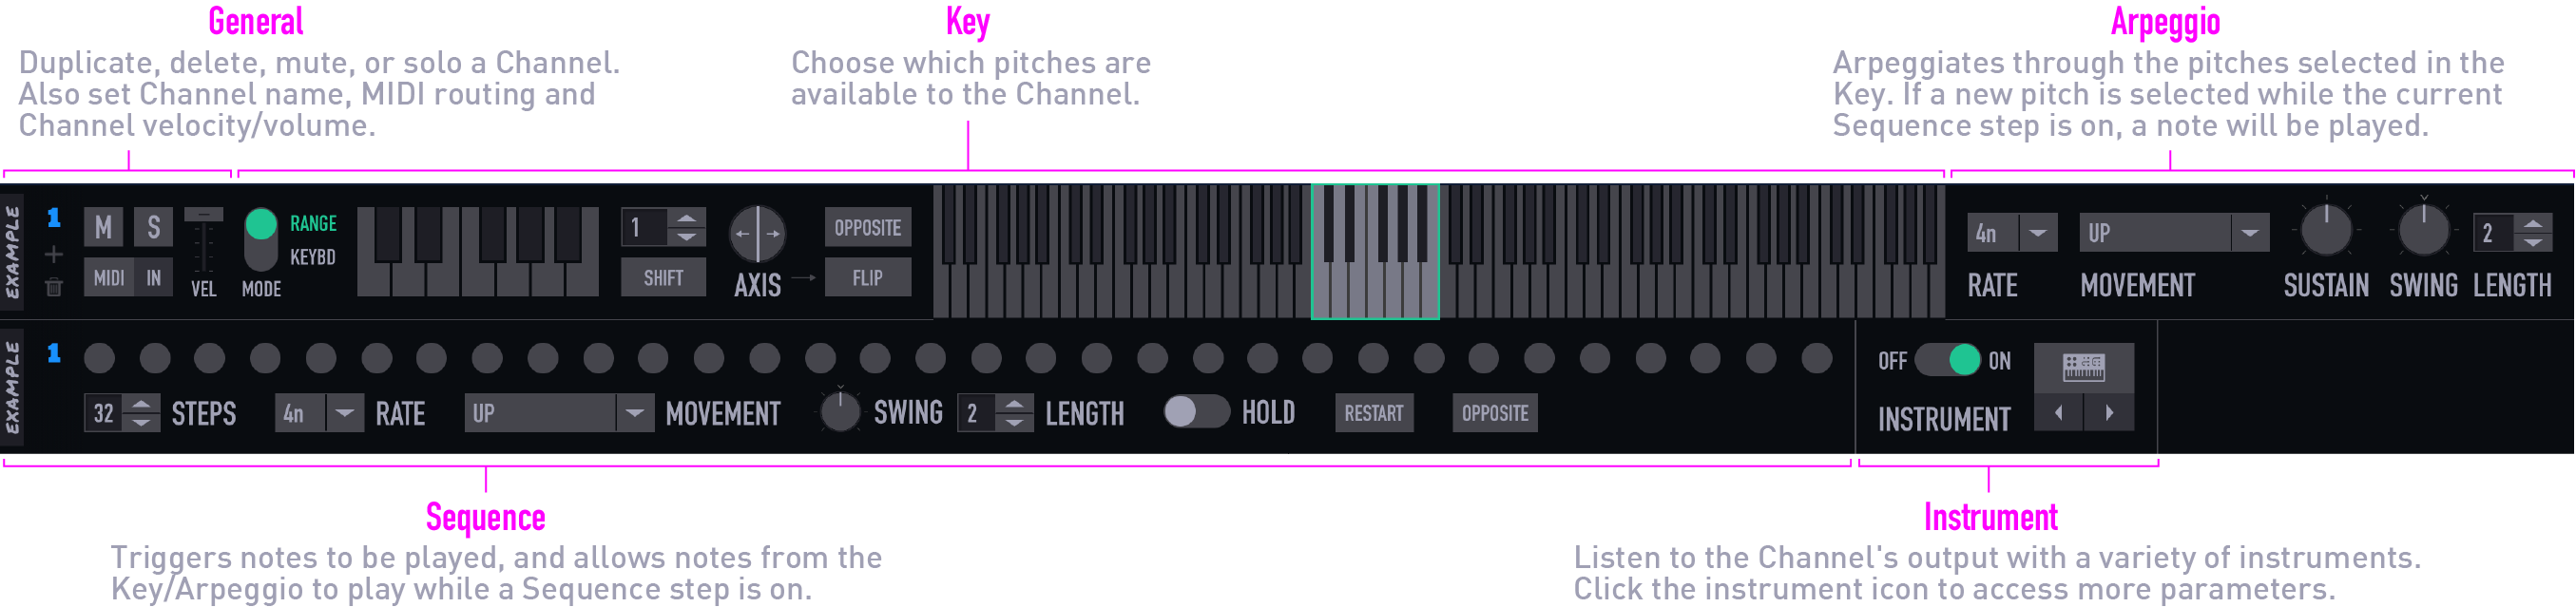 General
Duplicate, delete, mute, or solo a Channel.
Also set Channel name, MIDI routing and
Channel velocity/volume.
Key
Choose which pitches are
available to the Channel.
Arpeggio
Arpeggiates through the pitches selected in the
Key. If a new pitch is selected while the current
Sequence step is on, a note will be played.
EXAMPLE
1
M S
MIDI IN
VEL
RANGE
KEYBD
MODE
1
SHIFT
AXIS
OPPOSITE
FLIP
4n
RATE
UP
MOVEMENT
SUSTAIN
SWING
2
LENGTH
EXAMPLE
1
32 STEPS
4n RATE
UP MOVEMENT
SWING
2 LENGTH
HOLD
RESTART
OPPOSITE
OFF ON
INSTRUMENT
Sequence
Triggers notes to be played, and allows notes from the
Key/Arpeggio to play while a Sequence step is on.
Instrument
Listen to the Channel's output with a variety of instruments.
Click the instrument icon to access more parameters.